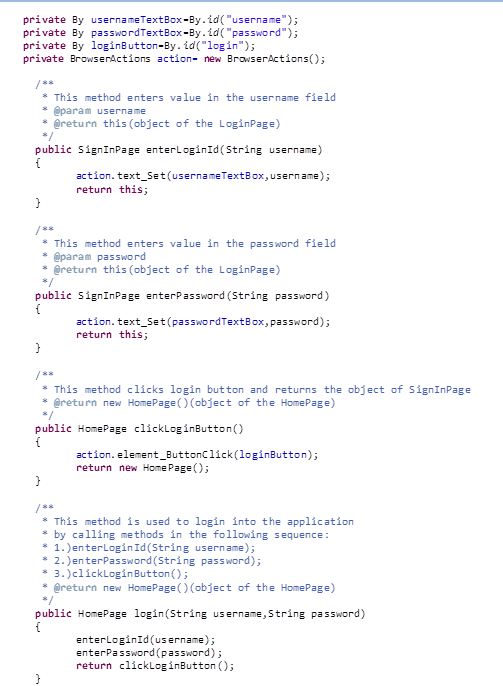 private By usernameTextBox=By.id("username");
private By passwordTextBox=By.id("password");
private By loginButton=By.id("login");
private BrowserActions action= new BrowserActions();
/**
* This method enters value in the username field
* @param username
* @return this(object of the LoginPage)
*/
public SignInPage enterLoginId(String username)
{
action.text_Set(usernameTextBox,username);
return this;
}
/**
* This method enters value in the password field
* @param password
* @return this(object of the LoginPage)
*/
public SignInPage enterPassword(String password)
{
action.text_Set(passwordTextBox,password);
return this;
}
/**
* This method clicks login button and returns the object of SignInPage
* @return new HomePage()(object of the HomePage)
*/
public HomePage clickLoginButton()
{
action.element_ButtonClick(loginButton);
return new HomePage();
}
/**
* This method is used to login into the application
* by calling methods in the following sequence:
* 1.)enterLoginId(String username);
* 2.)enterPassword(String password);
* 3.)clickLoginButton();
* @return new HomePage()(object of the HomePage)
*/
public HomePage login(String username,String password)
{
enterLoginId(username);
enterPassword(password);
return clickLoginButton();
}